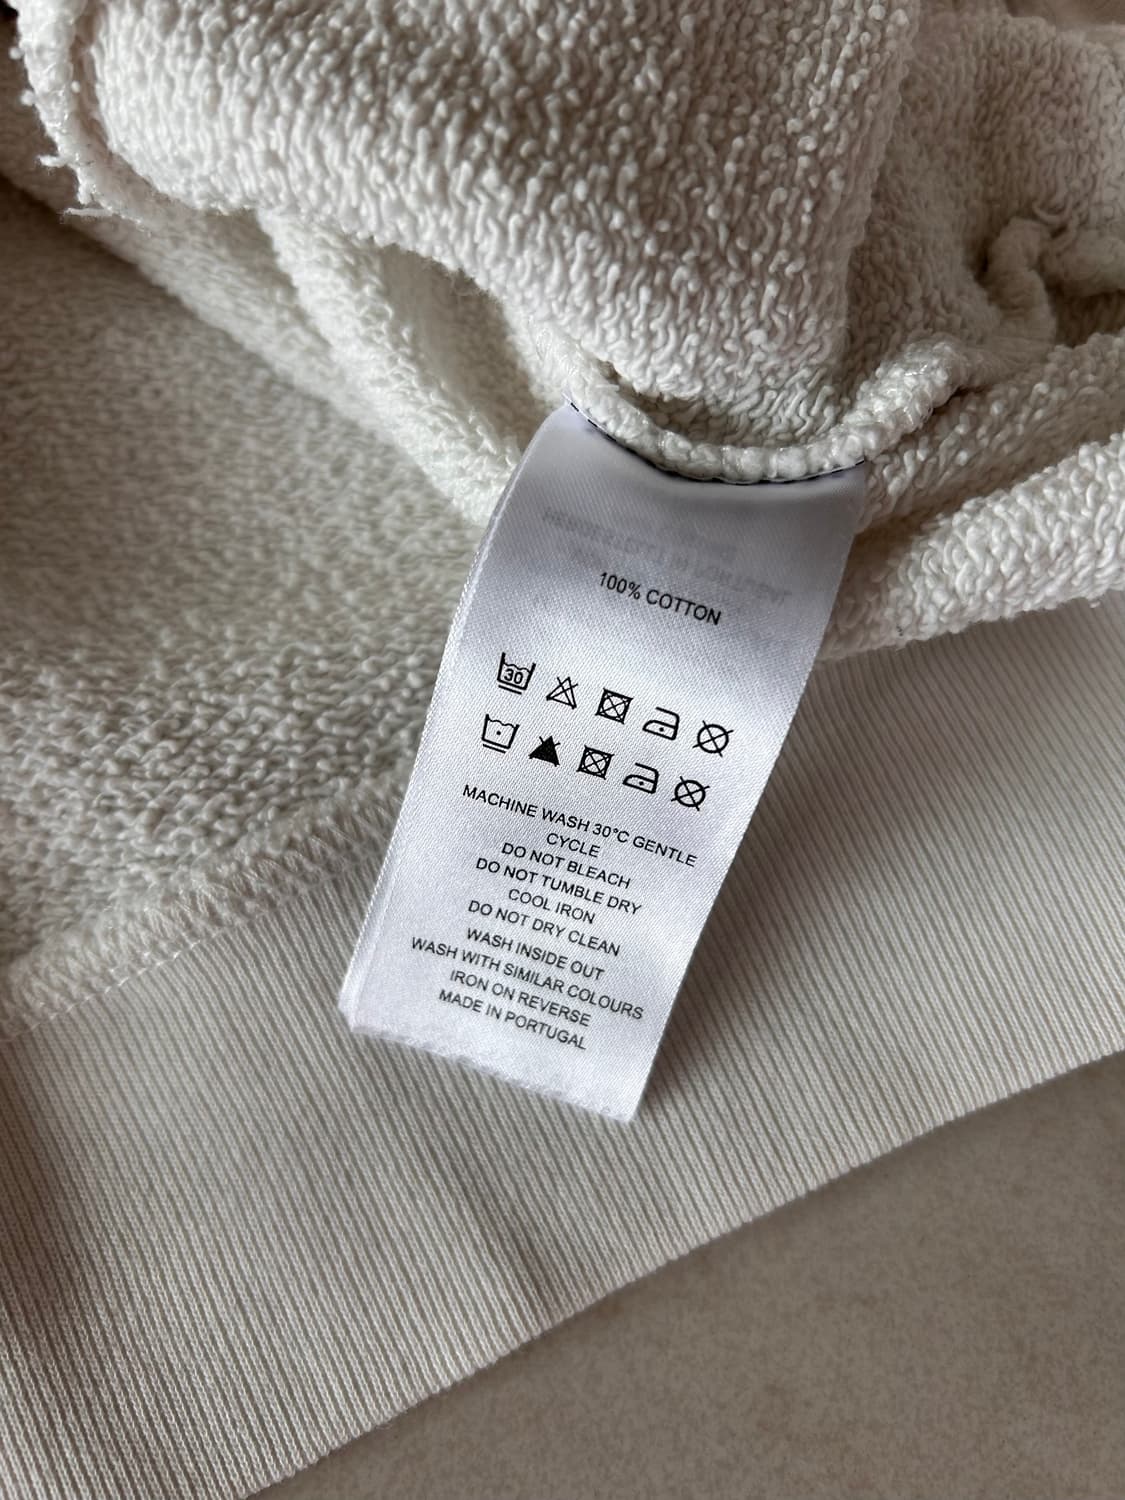 100% COTTON
30
MACHINE WASH 30°C GENTLE
CYCLE
DO NOT BLEACH
DO NOT TUMBLE DRY
COOL IRON
DO NOT DRY CLEAN
WASH INSIDE OUT
WASH WITH SIMILAR COLOURS
IRON ON REVERSE
MADE IN PORTUGAL